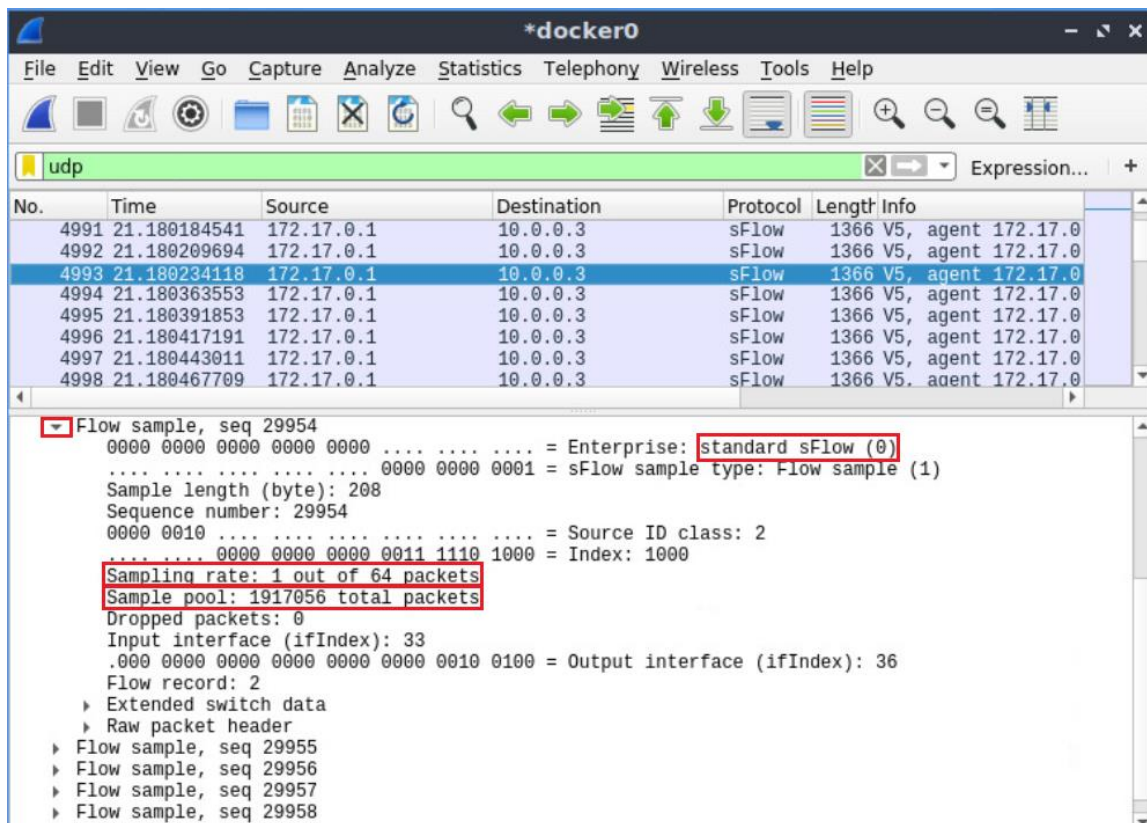 *docker0
File Edit View Go Capture Analyze Statistics Telephony Wireless Tools Help
udp Expression... +
No. Time Source Destination Protocol Length Info
4991 21.180184541 172.17.0.1 10.0.0.3 sFlow 1366 V5, agent 172.17.0
4992 21.180209694 172.17.0.1 10.0.0.3 sFlow 1366 V5, agent 172.17.0
4993 21.180234118 172.17.0.1 10.0.0.3 sFlow 1366 V5, agent 172.17.0
4994 21.180363553 172.17.0.1 10.0.0.3 sFlow 1366 V5, agent 172.17.0
4995 21.180391853 172.17.0.1 10.0.0.3 sFlow 1366 V5, agent 172.17.0
4996 21.180417191 172.17.0.1 10.0.0.3 sFlow 1366 V5, agent 172.17.0
4997 21.180443011 172.17.0.1 10.0.0.3 sFlow 1366 V5, agent 172.17.0
4998 21.180467709 172.17.0.1 10.0.0.3 sFlow 1366 V5, agent 172.17.0
Flow sample, seq 29954
0000 0000 0000 0000 0000 .... .... .... = Enterprise: standard sFlow (0)
.... .... .... .... .... 0000 0000 0001 = sFlow sample type: Flow sample (1)
Sample length (byte): 208
Sequence number: 29954
0000 0010 .... .... .... .... .... .... = Source ID class: 2
.... .... 0000 0000 0000 0011 1110 1000 = Index: 1000
Sampling rate: 1 out of 64 packets
Sample pool: 1917056 total packets
Dropped packets: 0
Input interface (ifIndex): 33
.000 0000 0000 0000 0000 0000 0010 0100 = Output interface (ifIndex): 36
Flow record: 2
Extended switch data
Raw packet header
Flow sample, seq 29955
Flow sample, seq 29956
Flow sample, seq 29957
Flow sample, seq 29958